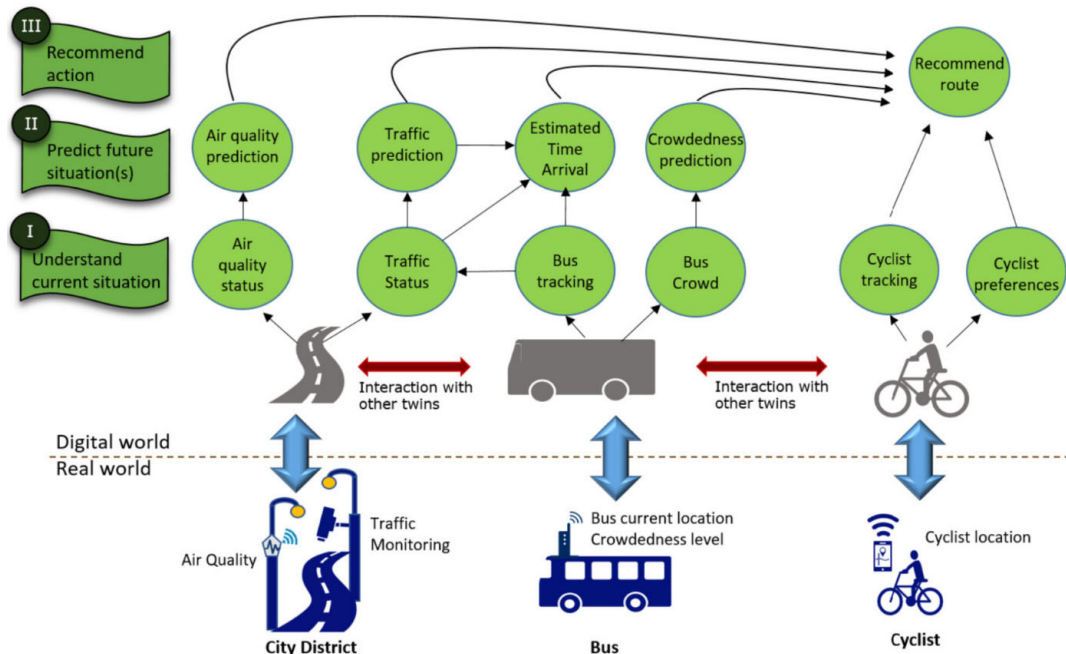 III
Recommend
action
Recommend
route
II
Predict future
situation(s)
Air quality
prediction
Traffic
prediction
Estimated
Time
Arrival
Crowdedness
prediction
I
Understand
current situation
Air
quality
status
Traffic
Status
Bus
tracking
Bus
Crowd
Cyclist
tracking
Cyclist
preferences
Interaction with
other twins
Interaction with
other twins
Digital world
Real world
Air Quality
Traffic
Monitoring
Bus current location
Crowdedness level
Cyclist location
City District
Bus
Cyclist